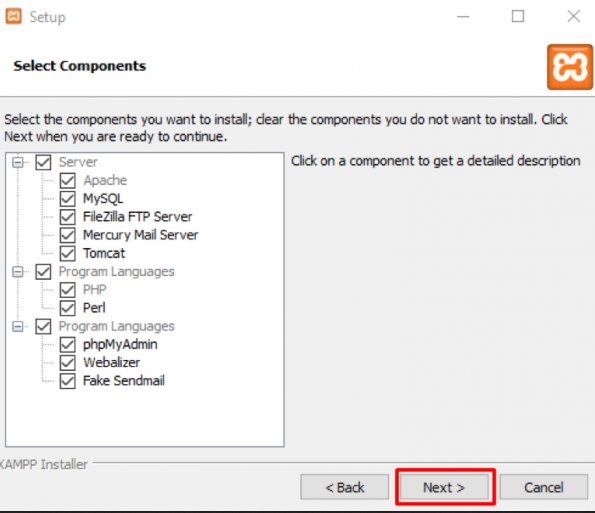 Setup
Select Components
Select the components you want to install; clear the components you do not want to install. Click
Next when you are ready to continue.
Server
Apache
MySQL
FileZilla FTP Server
Mercury Mail Server
Tomcat
Program Languages
PHP
Perl
Program Languages
phpMyAdmin
Webalizer
Fake Sendmail
Click on a component to get a detailed description
XAMPP Installer
< Back
Next >
Cancel